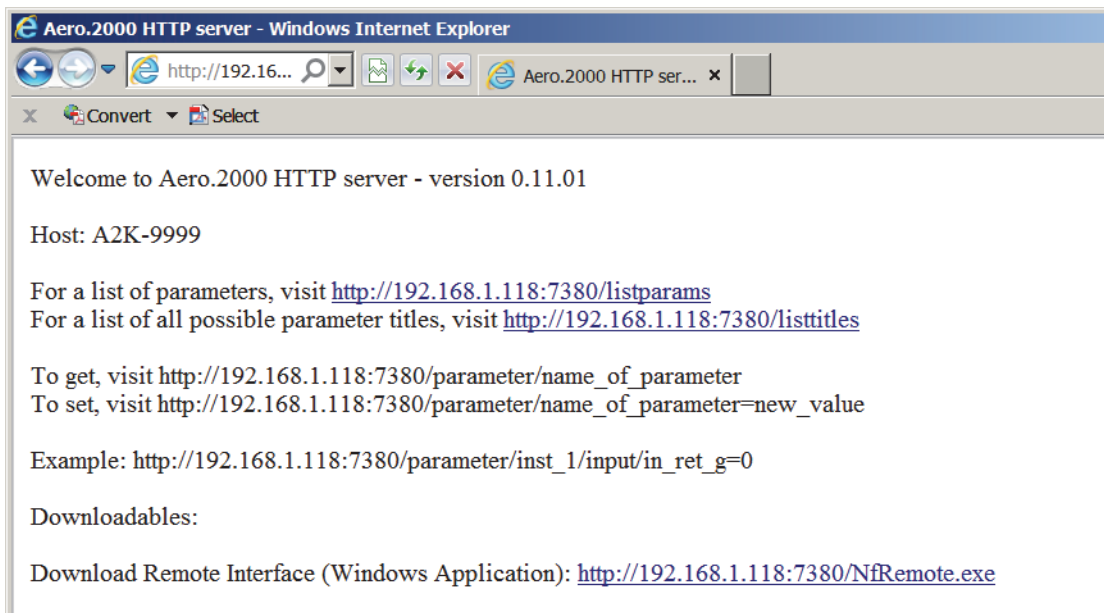 Aero.2000 HTTP server - Windows Internet Explorer
http://192.16...
Aero.2000 HTTP ser...
x Convert Select
Welcome to Aero.2000 HTTP server - version 0.11.01
Host: A2K-9999
For a list of parameters, visit http://192.168.1.118:7380/listparams
For a list of all possible parameter titles, visit http://192.168.1.118:7380/listtitles
To get, visit http://192.168.1.118:7380/parameter/name_of_parameter
To set, visit http://192.168.1.118:7380/parameter/name_of_parameter=new_value
Example: http://192.168.1.118:7380/parameter/inst_1/input/in_ret_g=0
Downloadables:
Download Remote Interface (Windows Application): http://192.168.1.118:7380/NfRemote.exe